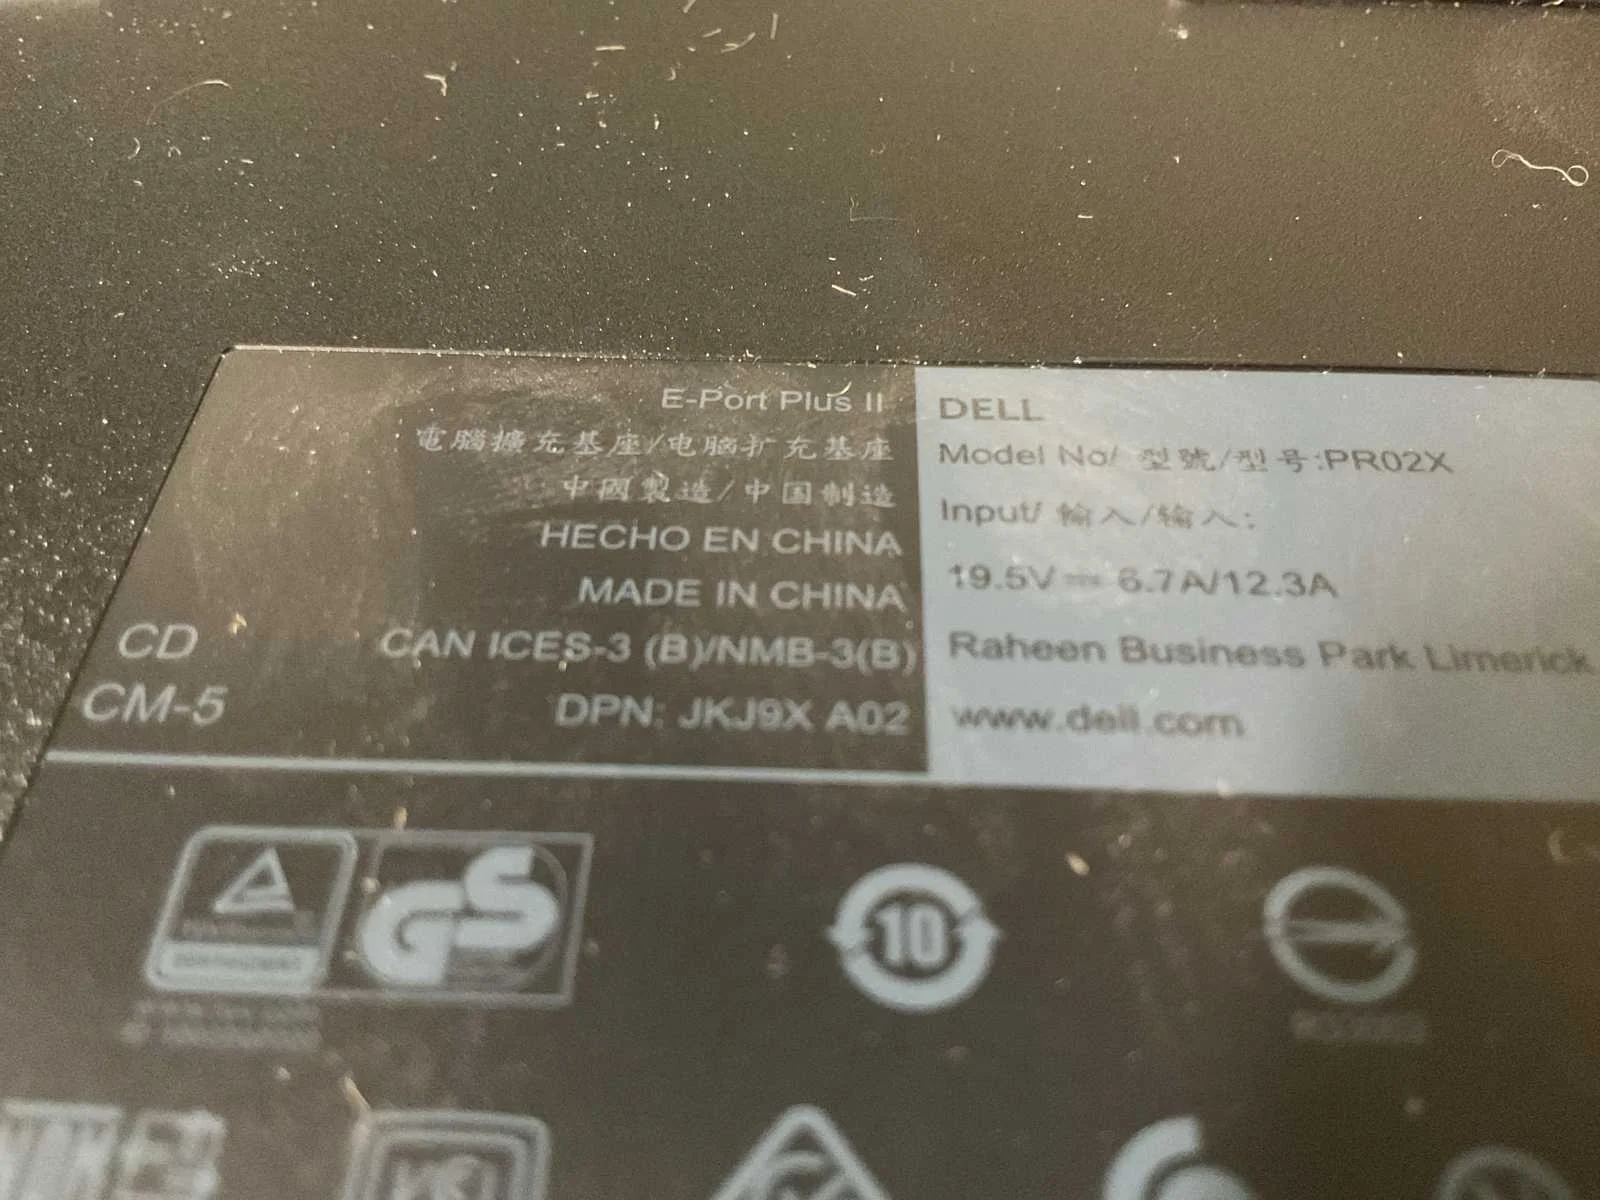 E-Port Plus II
電腦擴充基座/电脑扩充基座
中國製造/中国制造
HECHO EN CHINA
MADE IN CHINA
CD
CAN ICES-3 (B)/NMB-3(B)
CM-5
DPN: JKJ9X A02
DELL
Model No/ 型號/型号:PR02X
Input/ 輸入/输入:
19.5V⎓ 6.7A/12.3A
Raheen Business Park Limerick
www.dell.com
GS
10